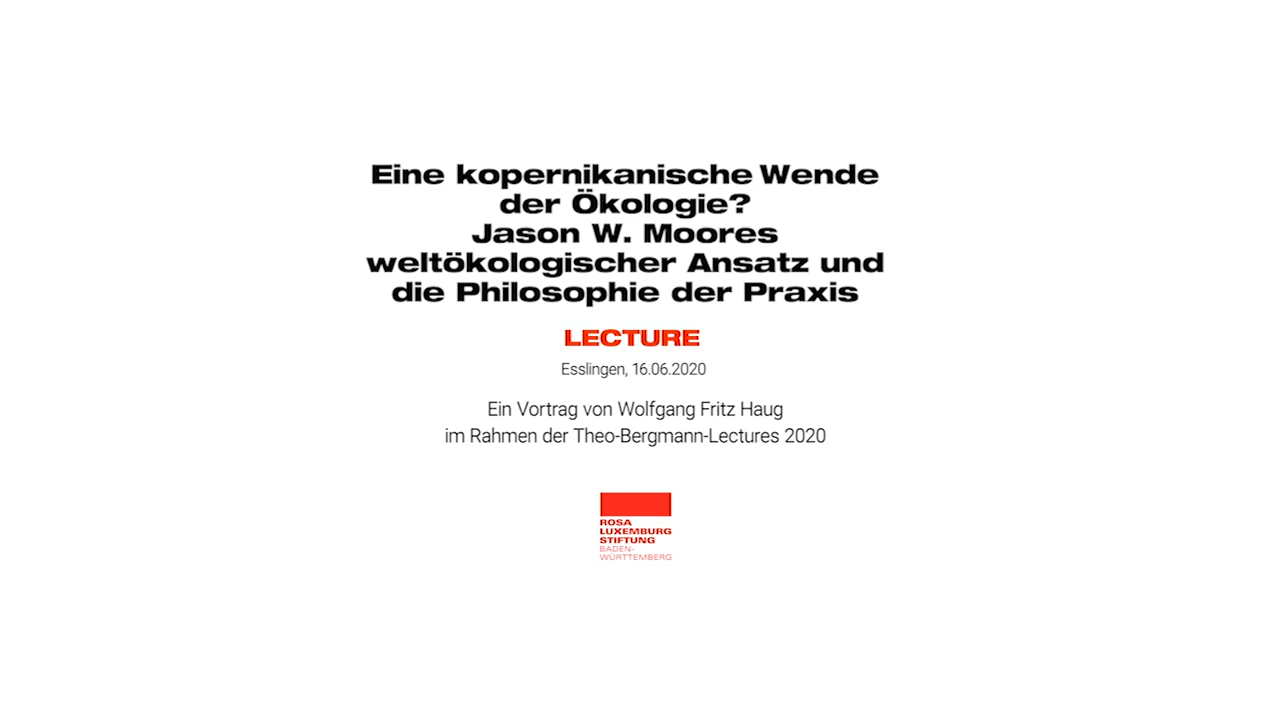 Eine kopernikanische Wende
der Ökologie?
Jason W. Moores
weltökologischer Ansatz und
die Philosophie der Praxis
LECTURE
Esslingen, 16.06.2020
Ein Vortrag von Wolfgang Fritz Haug
im Rahmen der Theo-Bergmann-Lectures 2020
ROSA
LUXEMBURG
STIFTUNG
BADEN-
WÜRTTEMBERG